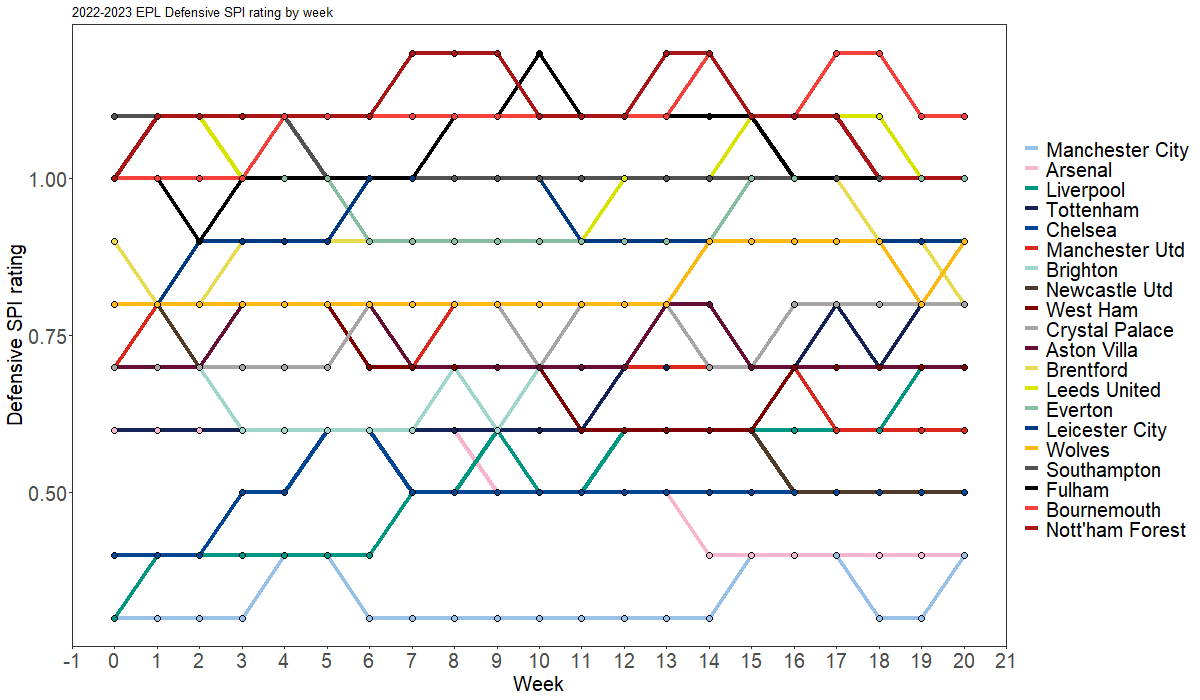 2022-2023 EPL Defensive SPI rating by week
Defensive SPI rating
1.00
0.75
0.50
-1 0 1 2 3 4 5 6 7 8 9 10 11 12 13 14 15 16 17 18 19 20 21
Week
Manchester City
Arsenal
Liverpool
Tottenham
Chelsea
Manchester Utd
Brighton
Newcastle Utd
West Ham
Crystal Palace
Aston Villa
Brentford
Leeds United
Everton
Leicester City
Wolves
Southampton
Fulham
Bournemouth
Nott'ham Forest